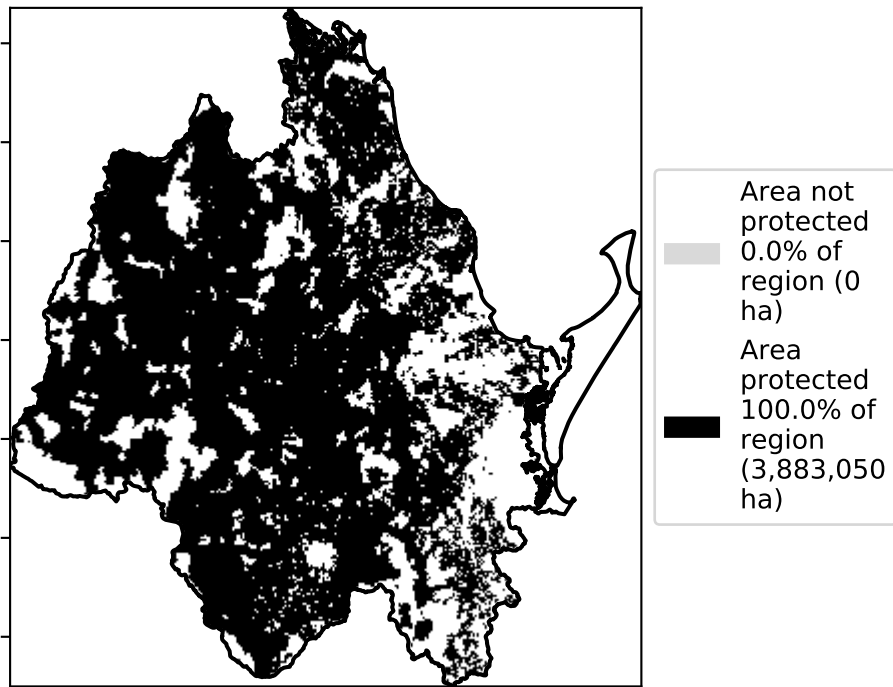 Area not
protected
0.0% of
region (0
ha)
Area
protected
100.0% of
region
(3,883,050
ha)